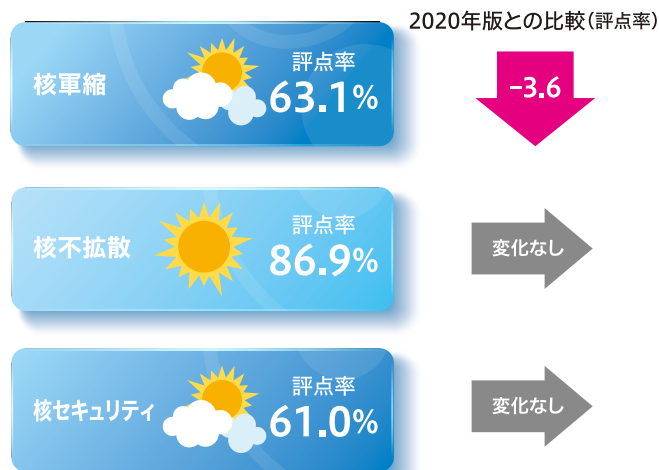 2020年版との比較(評点率)
核軍縮
評点率
63.1%
-3.6
核不拡散
評点率
86.9%
変化なし
核セキュリティ
評点率
61.0%
変化なし